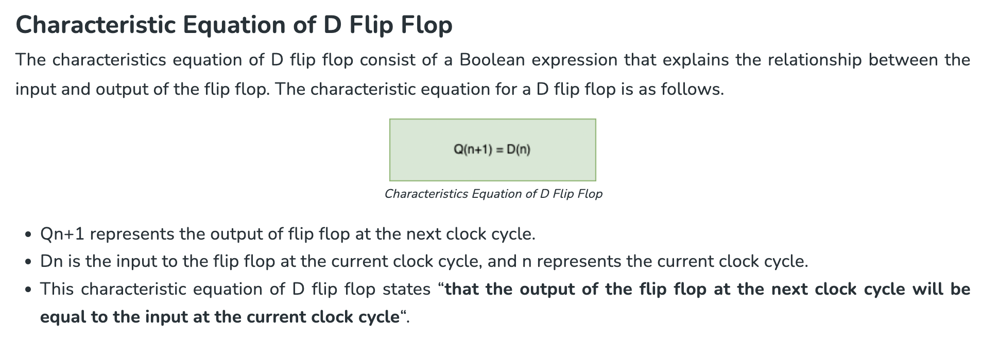 Characteristic Equation of D Flip Flop
The characteristics equation of D flip flop consist of a Boolean expression that explains the relationship between the
input and output of the flip flop. The characteristic equation for a D flip flop is as follows.
Q(n+1) = D(n)
Characteristics Equation of D Flip Flop
• Qn+1 represents the output of flip flop at the next clock cycle.
• Dn is the input to the flip flop at the current clock cycle, and n represents the current clock cycle.
• This characteristic equation of D flip flop states “that the output of the flip flop at the next clock cycle will be
equal to the input at the current clock cycle“.